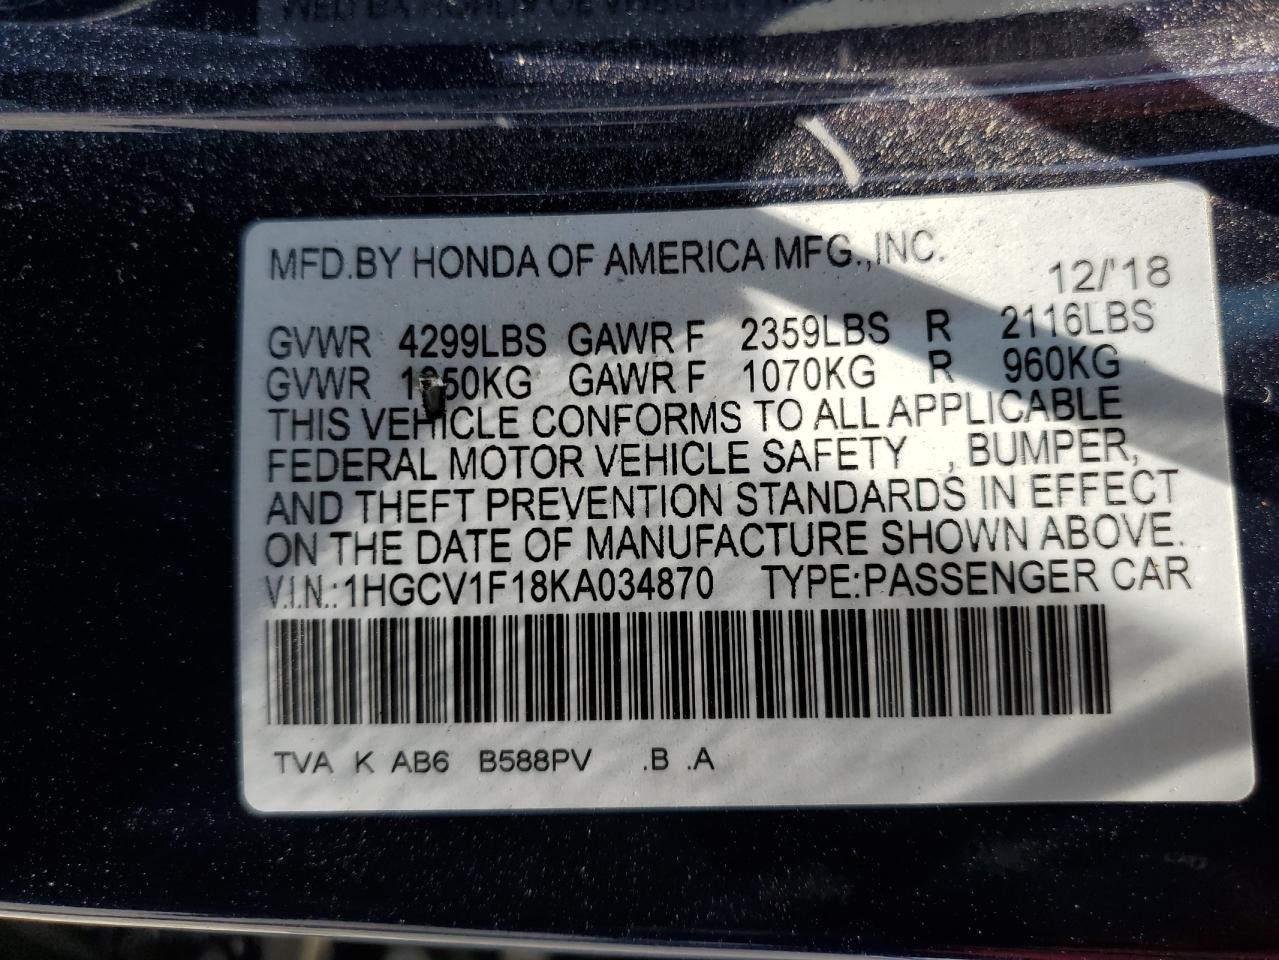 MFD.BY HONDA OF AMERICA MFG.,INC.
12/'18
GVWR 4299LBS GAWR F 2359LBS R 2116LBS
GVWR GAWR F 1070KG R 960KG
THIS VEHICLE CONFORMS TO ALL APPLICABLE
FEDERAL MOTOR VEHICLE SAFETY , BUMPER,
AND THEFT PREVENTION STANDARDS IN EFFECT
ON THE DATE OF MANUFACTURE SHOWN ABOVE.
V.I.N.:1HGCV1F18KA034870 TYPE:PASSENGER CAR
TVA K AB6 B588PV .B .A